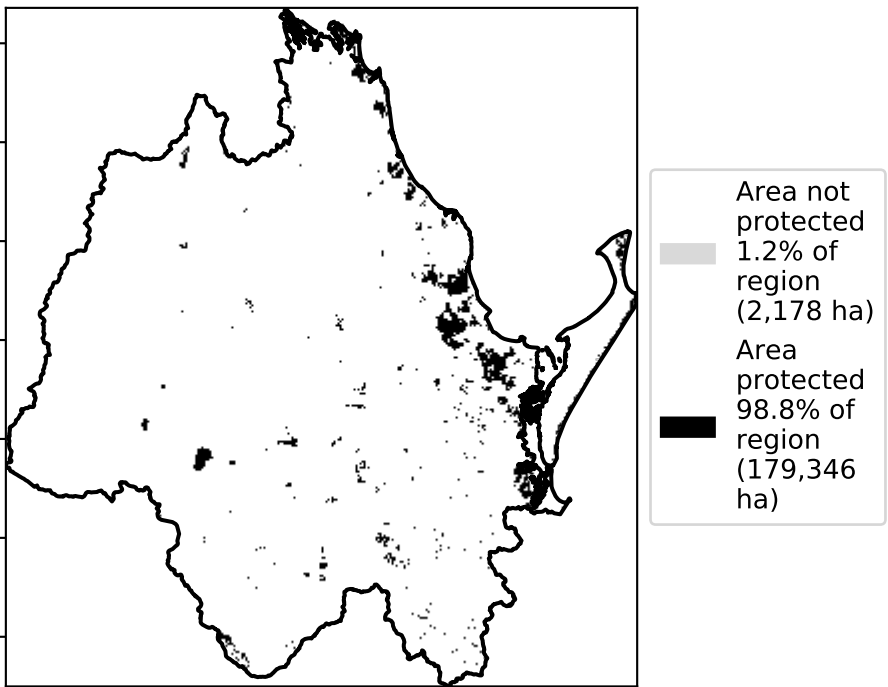 Area not
protected
1.2% of
region
(2,178 ha)
Area
protected
98.8% of
region
(179,346
ha)